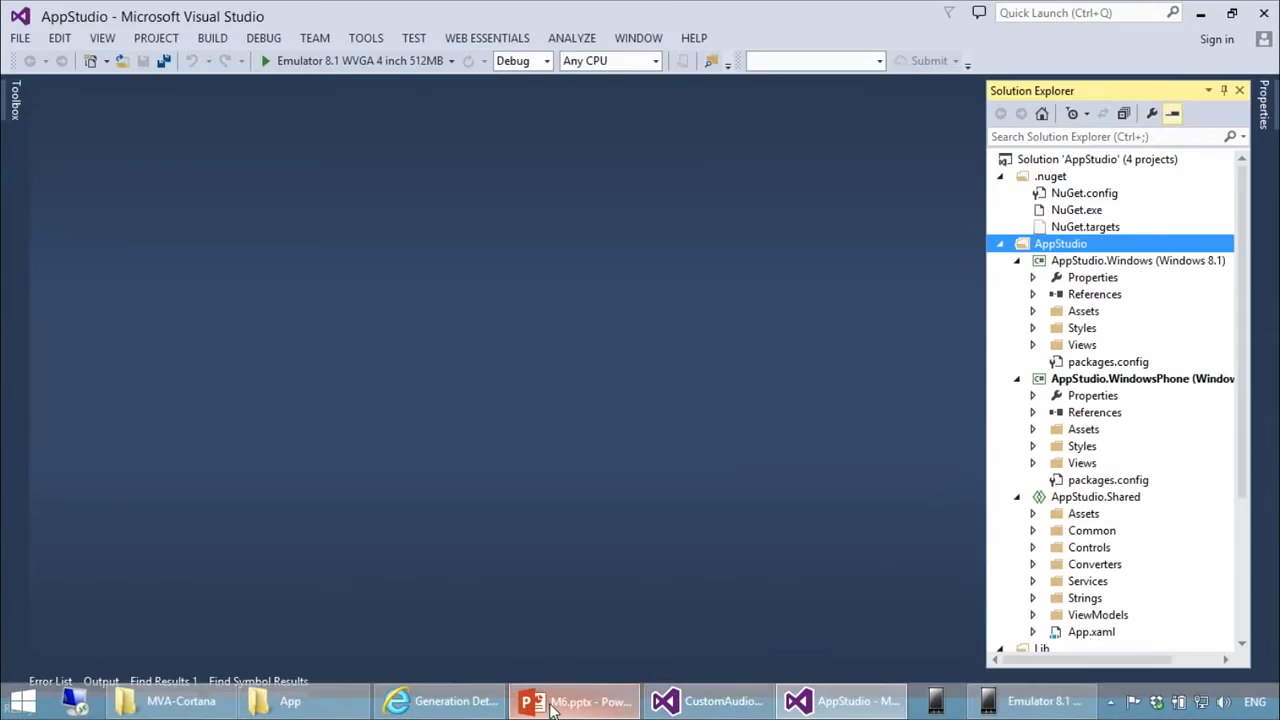 AppStudio - Microsoft Visual Studio
Quick Launch (Ctrl+Q)
FILE EDIT VIEW PROJECT BUILD DEBUG TEAM TOOLS TEST WEB ESSENTIALS ANALYZE WINDOW HELP
Sign in
Emulator 8.1 WVGA 4 inch 512MB Debug Any CPU Submit
Toolbox
Solution Explorer
Properties
Search Solution Explorer (Ctrl+;)
Solution 'AppStudio' (4 projects)
.nuget
NuGet.config
NuGet.exe
NuGet.targets
AppStudio
AppStudio.Windows (Windows 8.1)
Properties
References
Assets
Styles
Views
packages.config
AppStudio.WindowsPhone (Window
Properties
References
Assets
Styles
Views
packages.config
AppStudio.Shared
Assets
Common
Controls
Converters
Services
Strings
ViewModels
App.xaml
Lib
Error List Output Find Results 1 Find Symbol Results
MVA-Cortana App Generation Det... M6.pptx - Pow... CustomAudio... AppStudio - M... Emulator 8.1 ... ENG